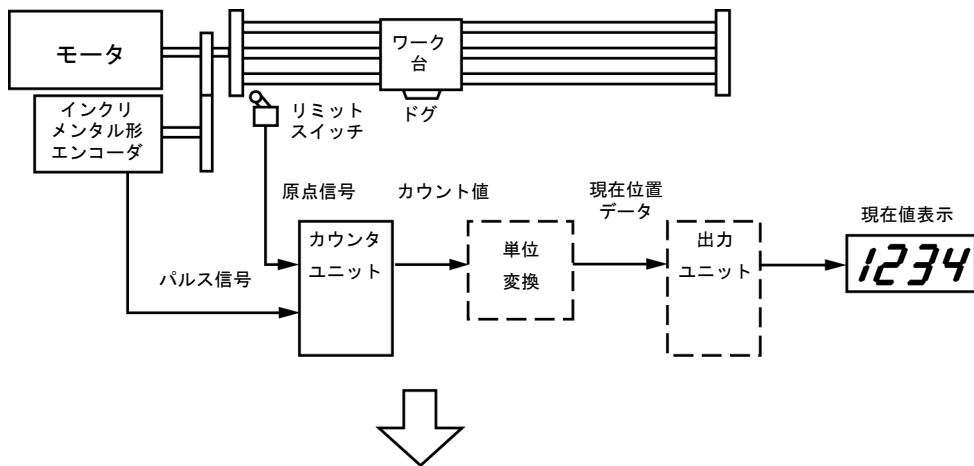 モータ
ワーク
台
インクリ
メンタル形
エンコーダ
リミット
スイッチ
ドグ
原点信号
カウント値
現在位置
データ
現在値表示
カウンタ
ユニット
単位
変換
出力
ユニット
1234
パルス信号